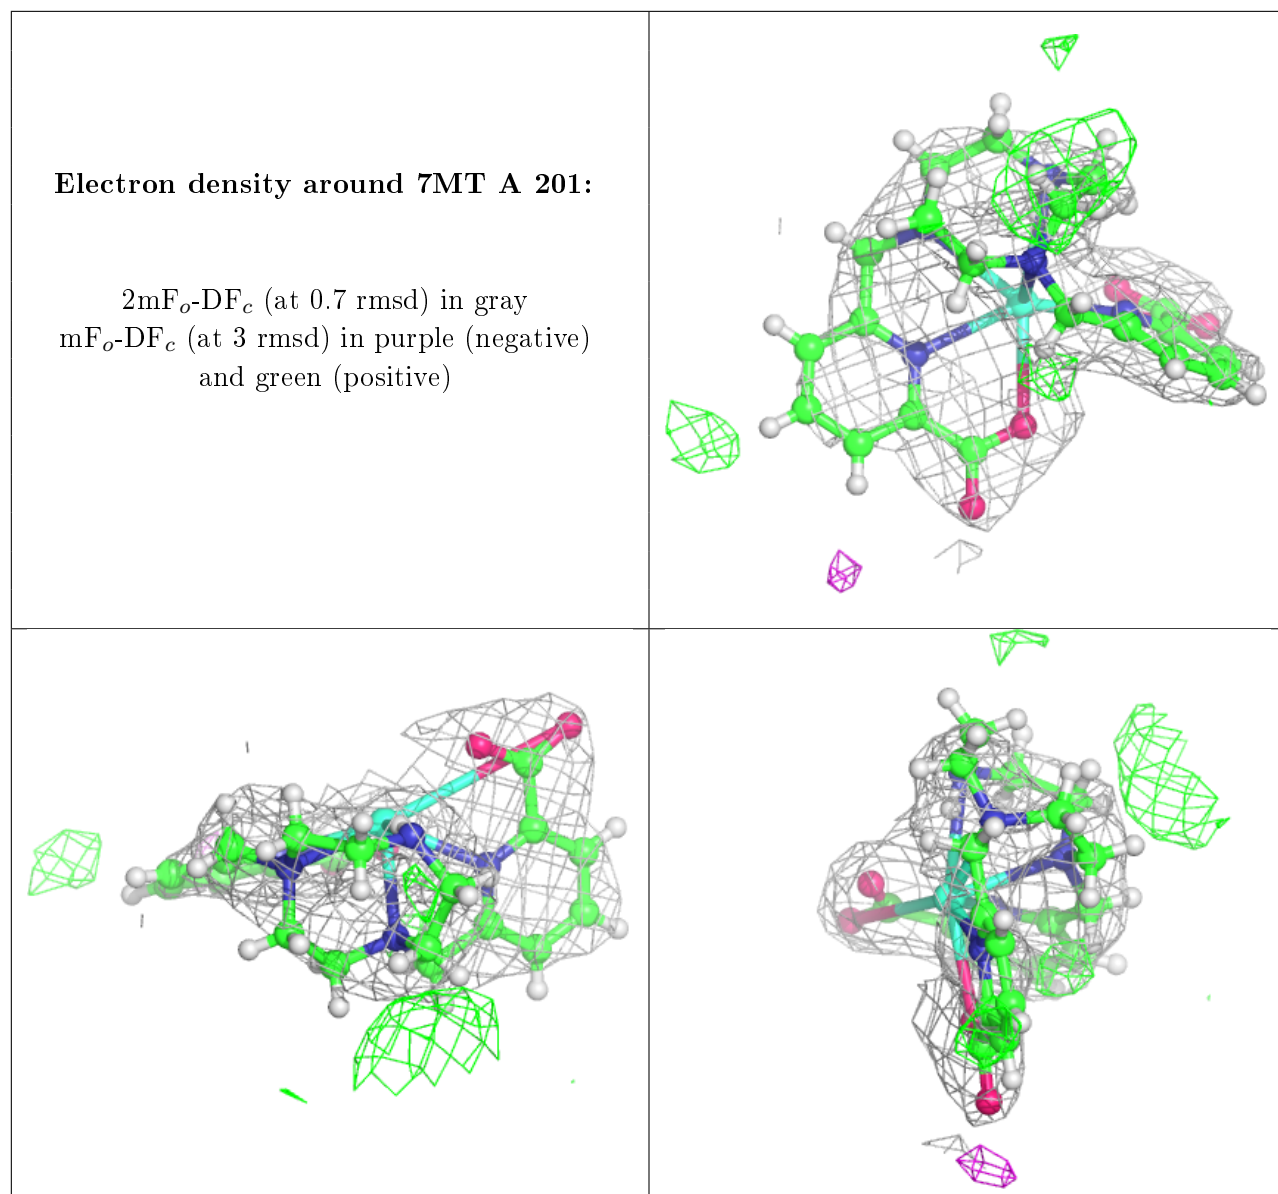 Electron density around 7MT A 201:
2mFo-DFc (at 0.7 rmsd) in gray
mFo-DFc (at 3 rmsd) in purple (negative)
and green (positive)